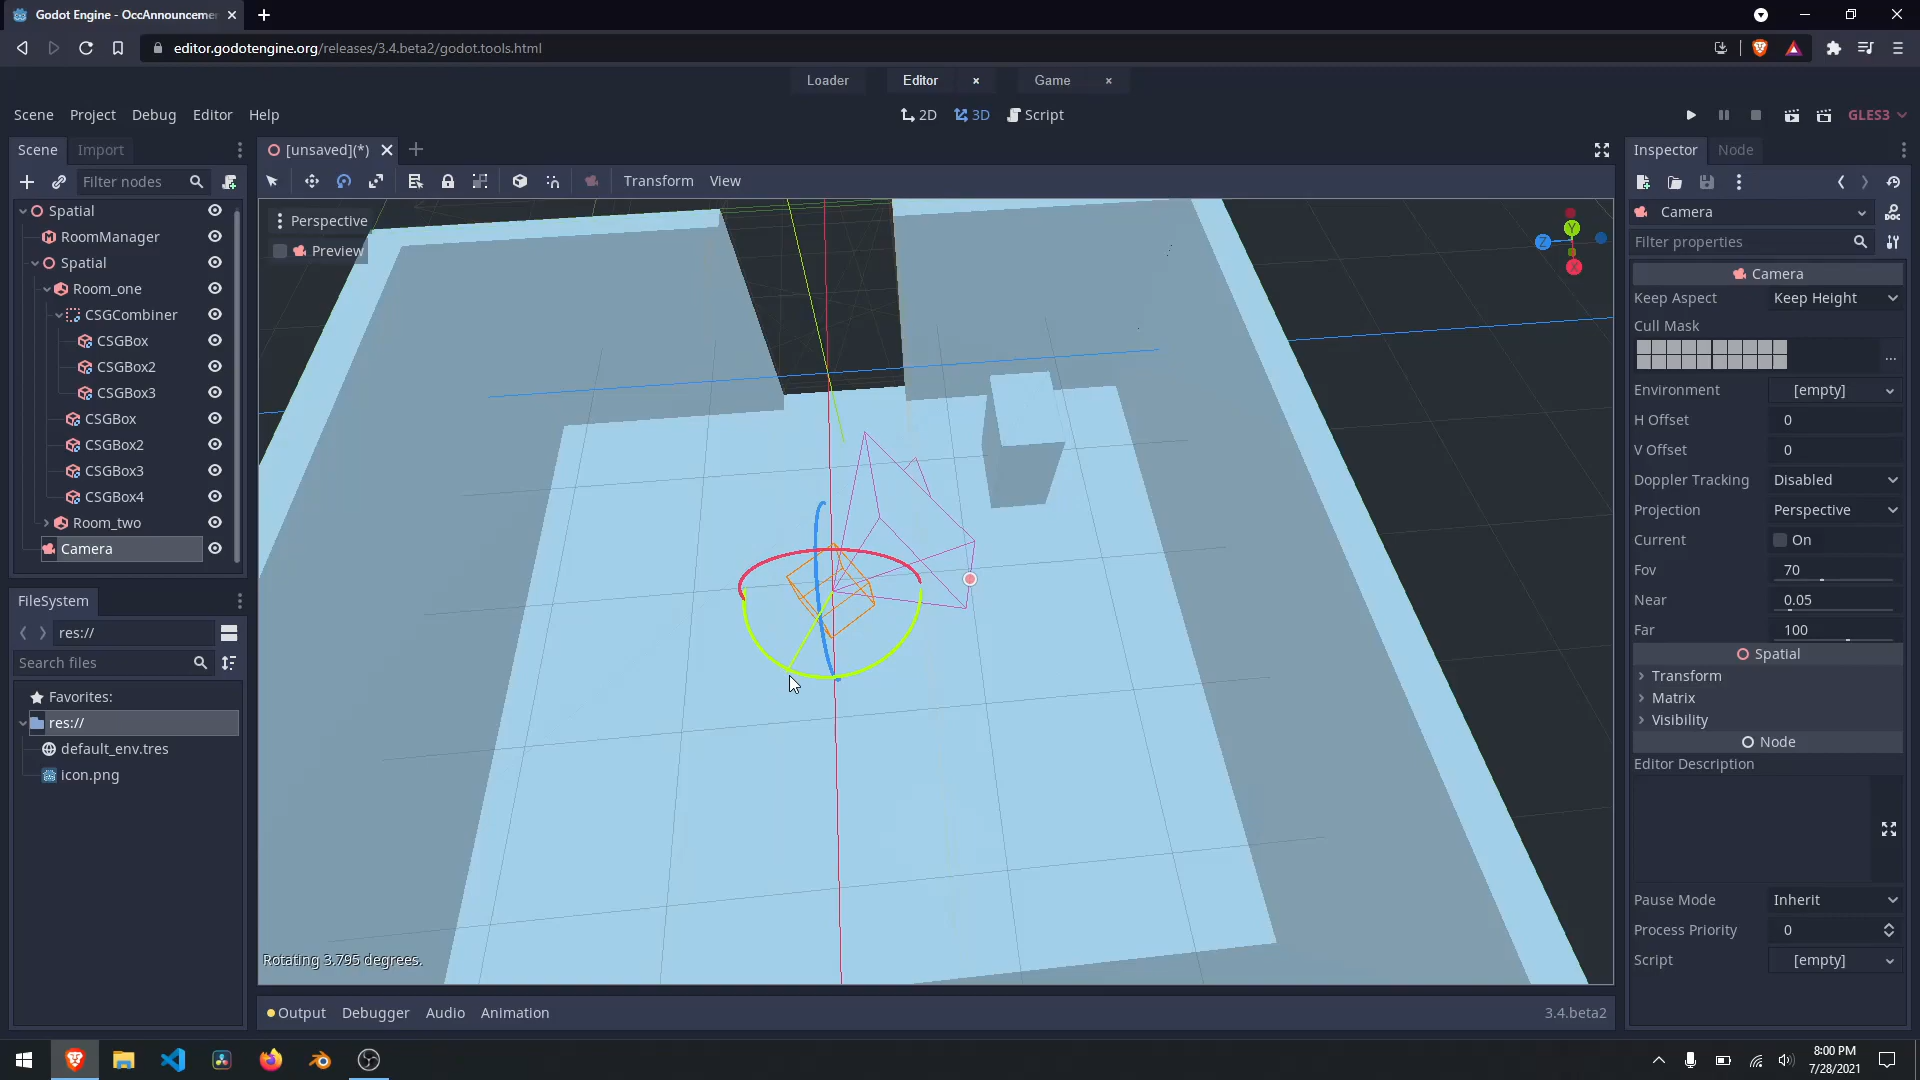 Godot Engine - OccAnnounceme
editor.godotengine.org/releases/3.4.beta2/godot.tools.html
Loader
Editor
Game
Scene
Project
Debug
Editor
Help
2D
3D
Script
GLES3
Scene
Import
[unsaved](*)
Inspector
Node
Filter nodes
Transform
View
Spatial
RoomManager
Spatial
Room_one
CSGCombiner
CSGBox
CSGBox2
CSGBox3
CSGBox
CSGBox2
CSGBox3
CSGBox4
Room_two
Camera
FileSystem
res://
Search files
Favorites:
res://
default_env.tres
icon.png
Perspective
Preview
Y
Z
X
Rotating 3.795 degrees.
Output
Debugger
Audio
Animation
3.4.beta2
Camera
DOC
Filter properties
Camera
Keep Aspect
Keep Height
Cull Mask
...
Environment
[empty]
H Offset
0
V Offset
0
Doppler Tracking
Disabled
Projection
Perspective
Current
On
Fov
70
Near
0.05
Far
100
Spatial
Transform
Matrix
Visibility
Node
Editor Description
Pause Mode
Inherit
Process Priority
0
Script
[empty]
8:00 PM
7/28/2021